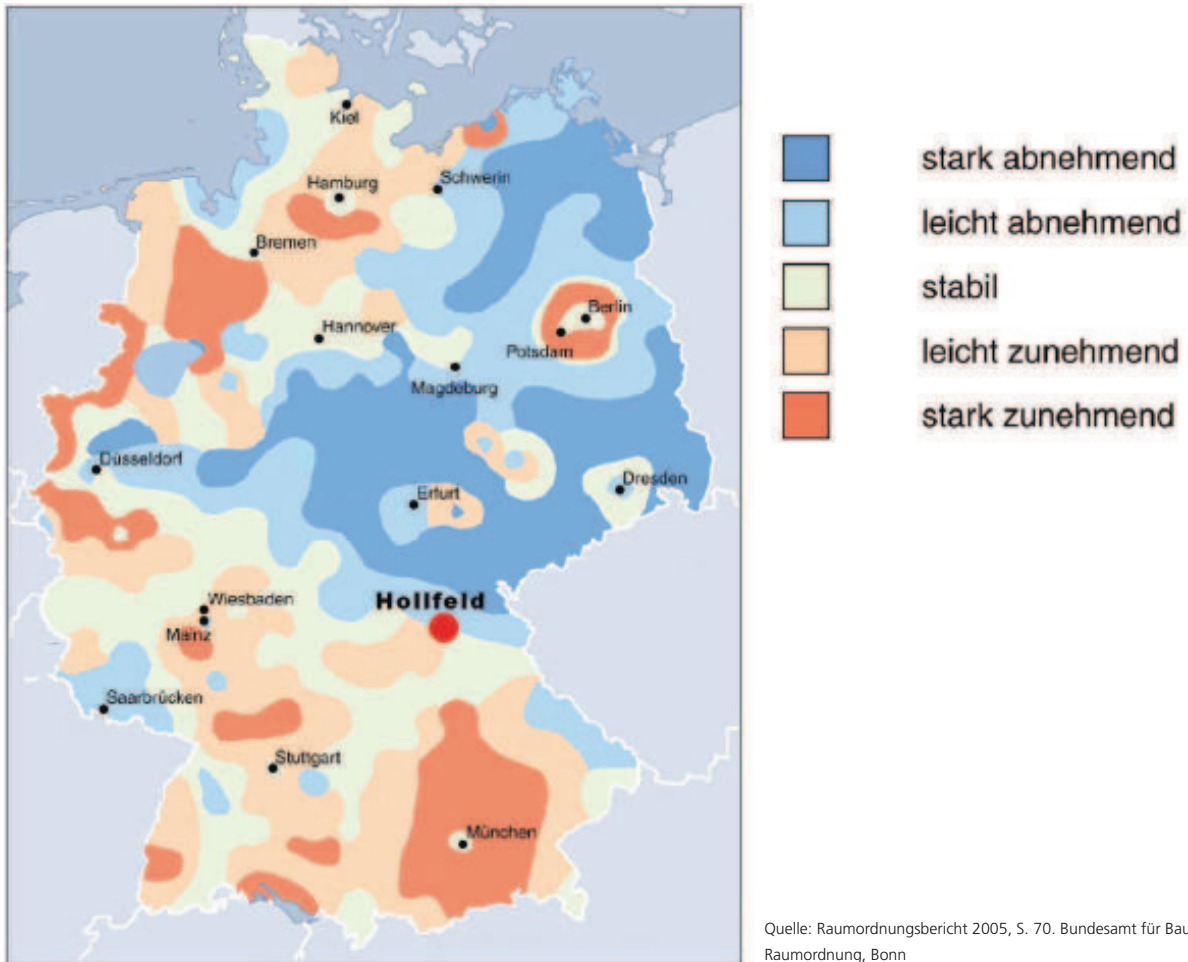 Kiel
Hamburg
Schwerin
Bremen
Berlin
Hannover
Potsdam
Magdeburg
Düsseldorf
Dresden
Erfurt
Hollfeld
Wiesbaden
Mainz
Saarbrücken
Stuttgart
München
stark abnehmend
leicht abnehmend
stabil
leicht zunehmend
stark zunehmend
Quelle: Raumordnungsbericht 2005, S. 70. Bundesamt für Bau
Raumordnung, Bonn